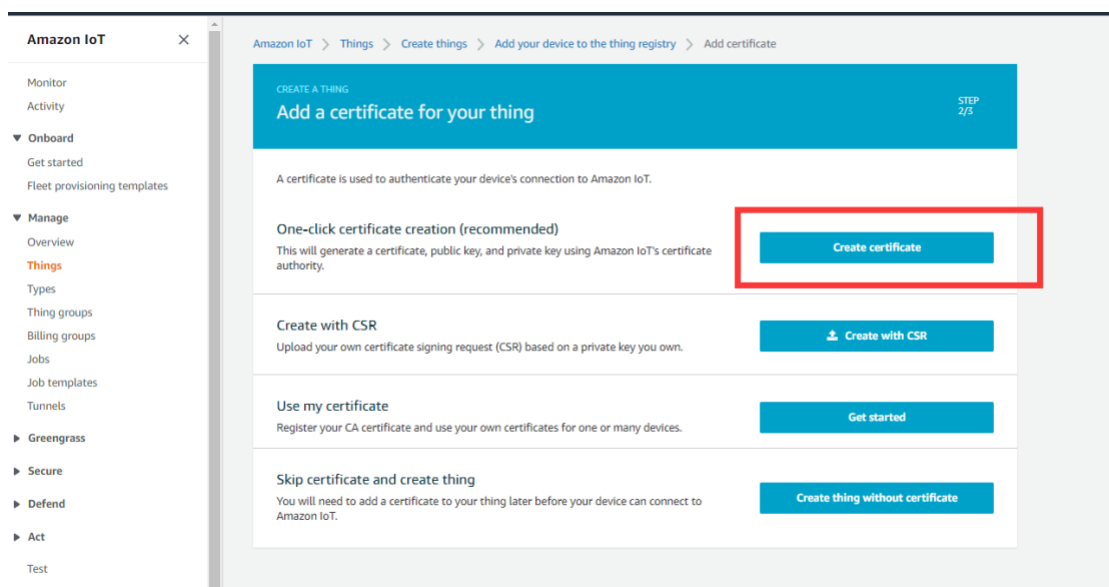 Amazon IoT
Monitor
Activity
Onboard
Get started
Fleet provisioning templates
Manage
Overview
Things
Types
Thing groups
Billing groups
Jobs
Job templates
Tunnels
Greengrass
Secure
Defend
Act
Test
Amazon IoT > Things > Create things > Add your device to the thing registry > Add certificate
CREATE A THING
Add a certificate for your thing
STEP
2/3
A certificate is used to authenticate your device's connection to Amazon IoT.
One-click certificate creation (recommended)
This will generate a certificate, public key, and private key using Amazon IoT's certificate
authority.
Create certificate
Create with CSR
Upload your own certificate signing request (CSR) based on a private key you own.
Create with CSR
Use my certificate
Register your CA certificate and use your own certificates for one or many devices.
Get started
Skip certificate and create thing
You will need to add a certificate to your thing later before your device can connect to
Amazon IoT.
Create thing without certificate